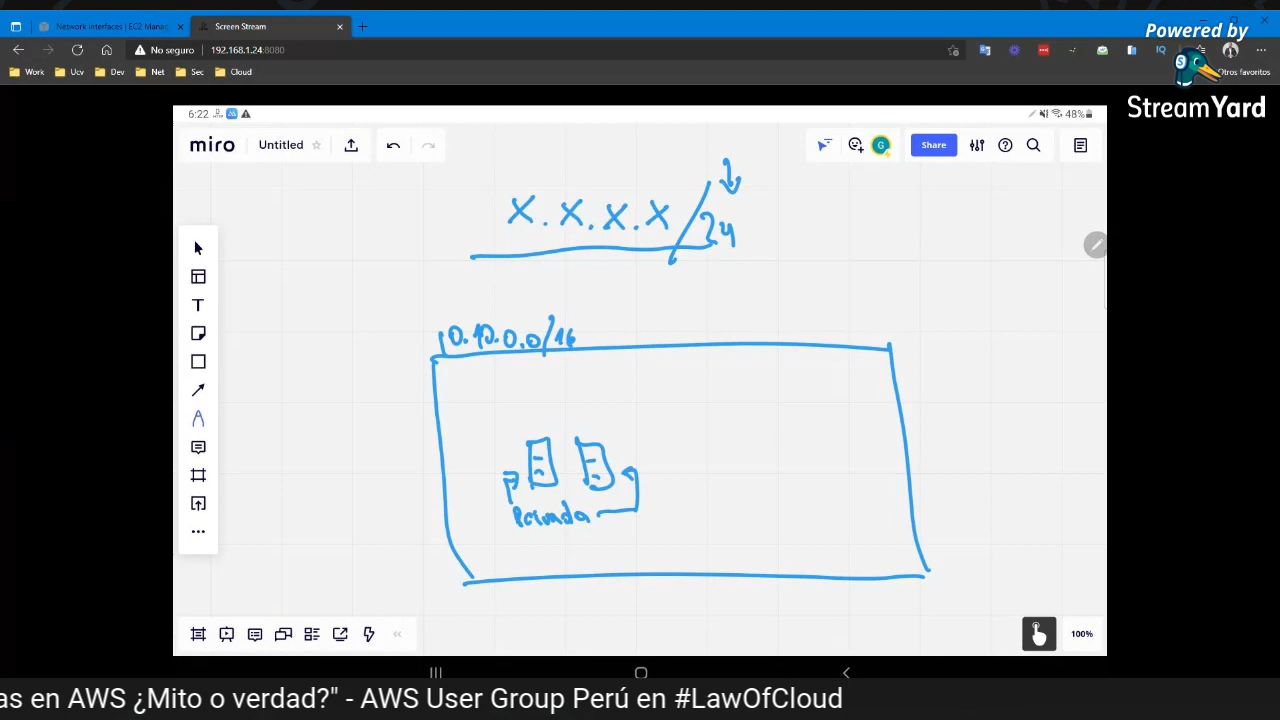 Network interfaces | EC2 Manag
Screen Stream
No seguro
192.168.1.24:8080
Powered by
Work
Ucv
Dev
Net
Sec
Cloud
Otros favoritos
StreamYard
6:22
48%
miro
Untitled
Share
X.X.X.X/24
10.10.0.0/16
Privada
100%
as en AWS ¿Mito o verdad?" - AWS User Group Perú en #LawOfCloud